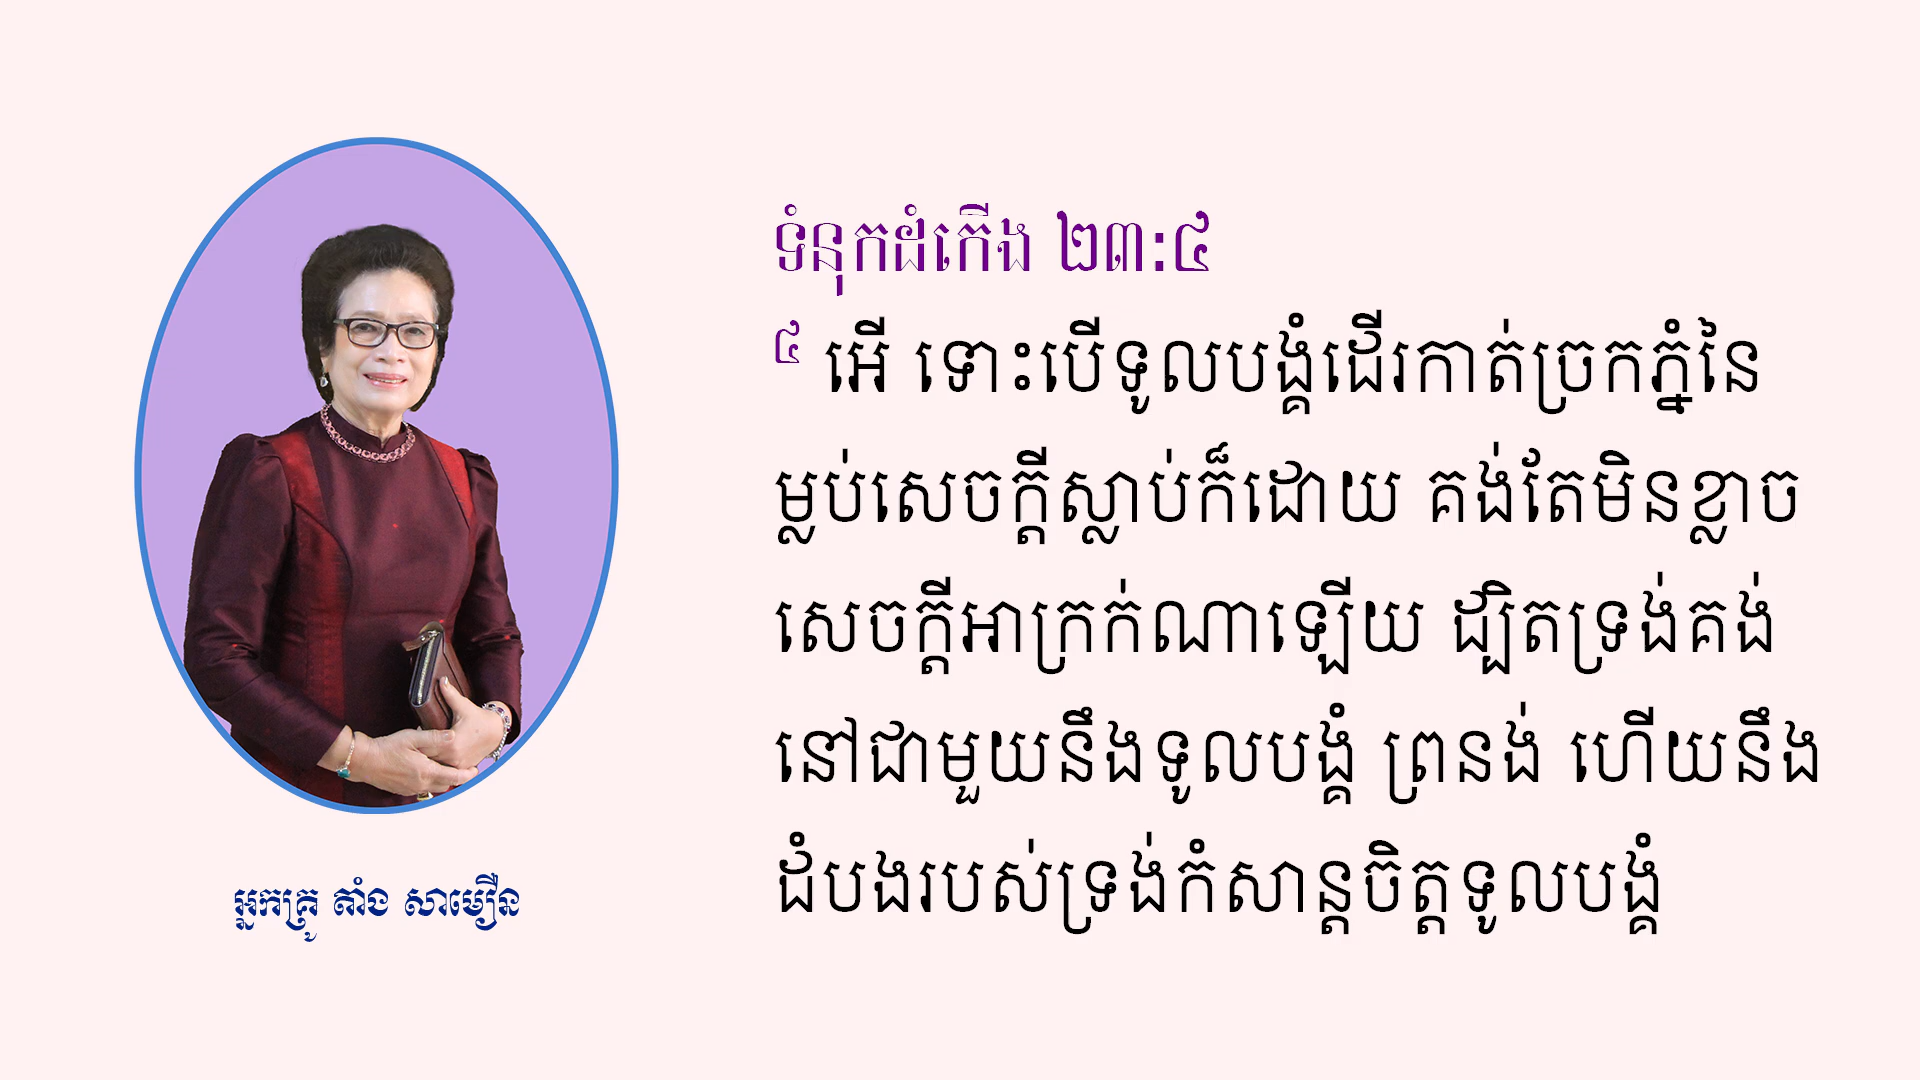 ទំនុកដំកើង ២៣:៤
៤ អើ ទោះបើទូលបង្គំដើរកាត់ច្រកភ្នំនៃ
ម្លប់សេចក្ដីស្លាប់ក៏ដោយ គង់តែមិនខ្លាច
សេចក្ដីអាក្រក់ណាឡើយ ដ្បិតទ្រង់គង់
នៅជាមួយនឹងទូលបង្គំ ព្រនង់ ហើយនឹង
ដំបងរបស់ទ្រង់កំសាន្តចិត្តទូលបង្គំ
អ្នកគ្រូ តាំង សាមឿន